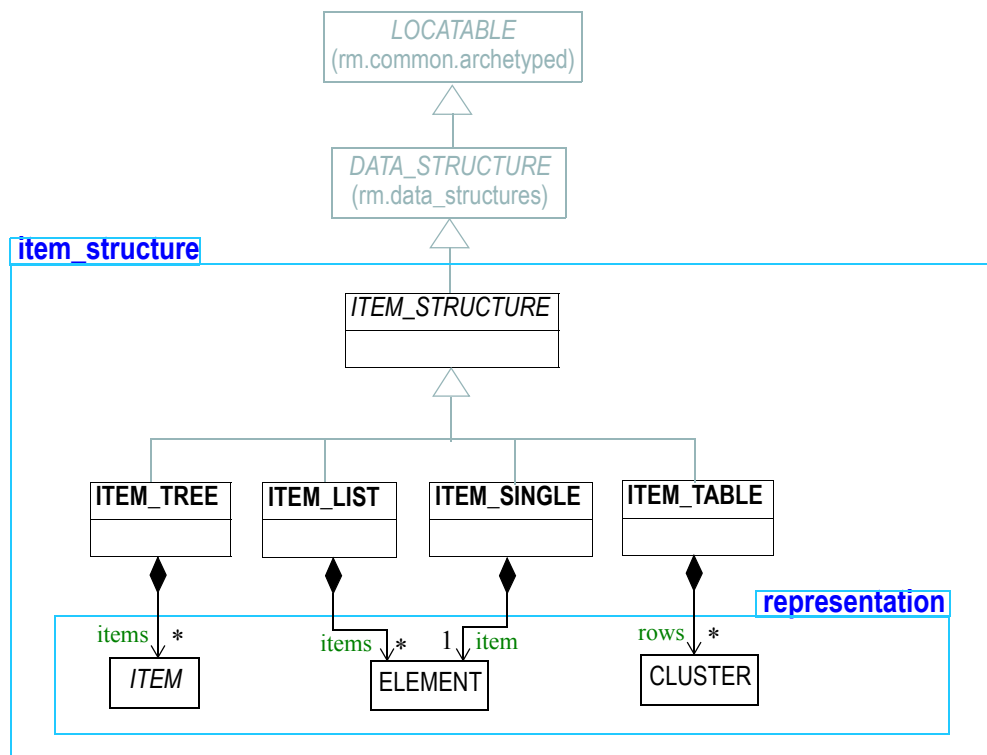 LOCATABLE
(rm.common.archetyped)
DATA_STRUCTURE
(rm.data_structures)
item_structure
ITEM_STRUCTURE
ITEM_TREE
ITEM_LIST
ITEM_SINGLE
ITEM_TABLE
representation
items *
items *
1 item
rows *
ITEM
ELEMENT
CLUSTER